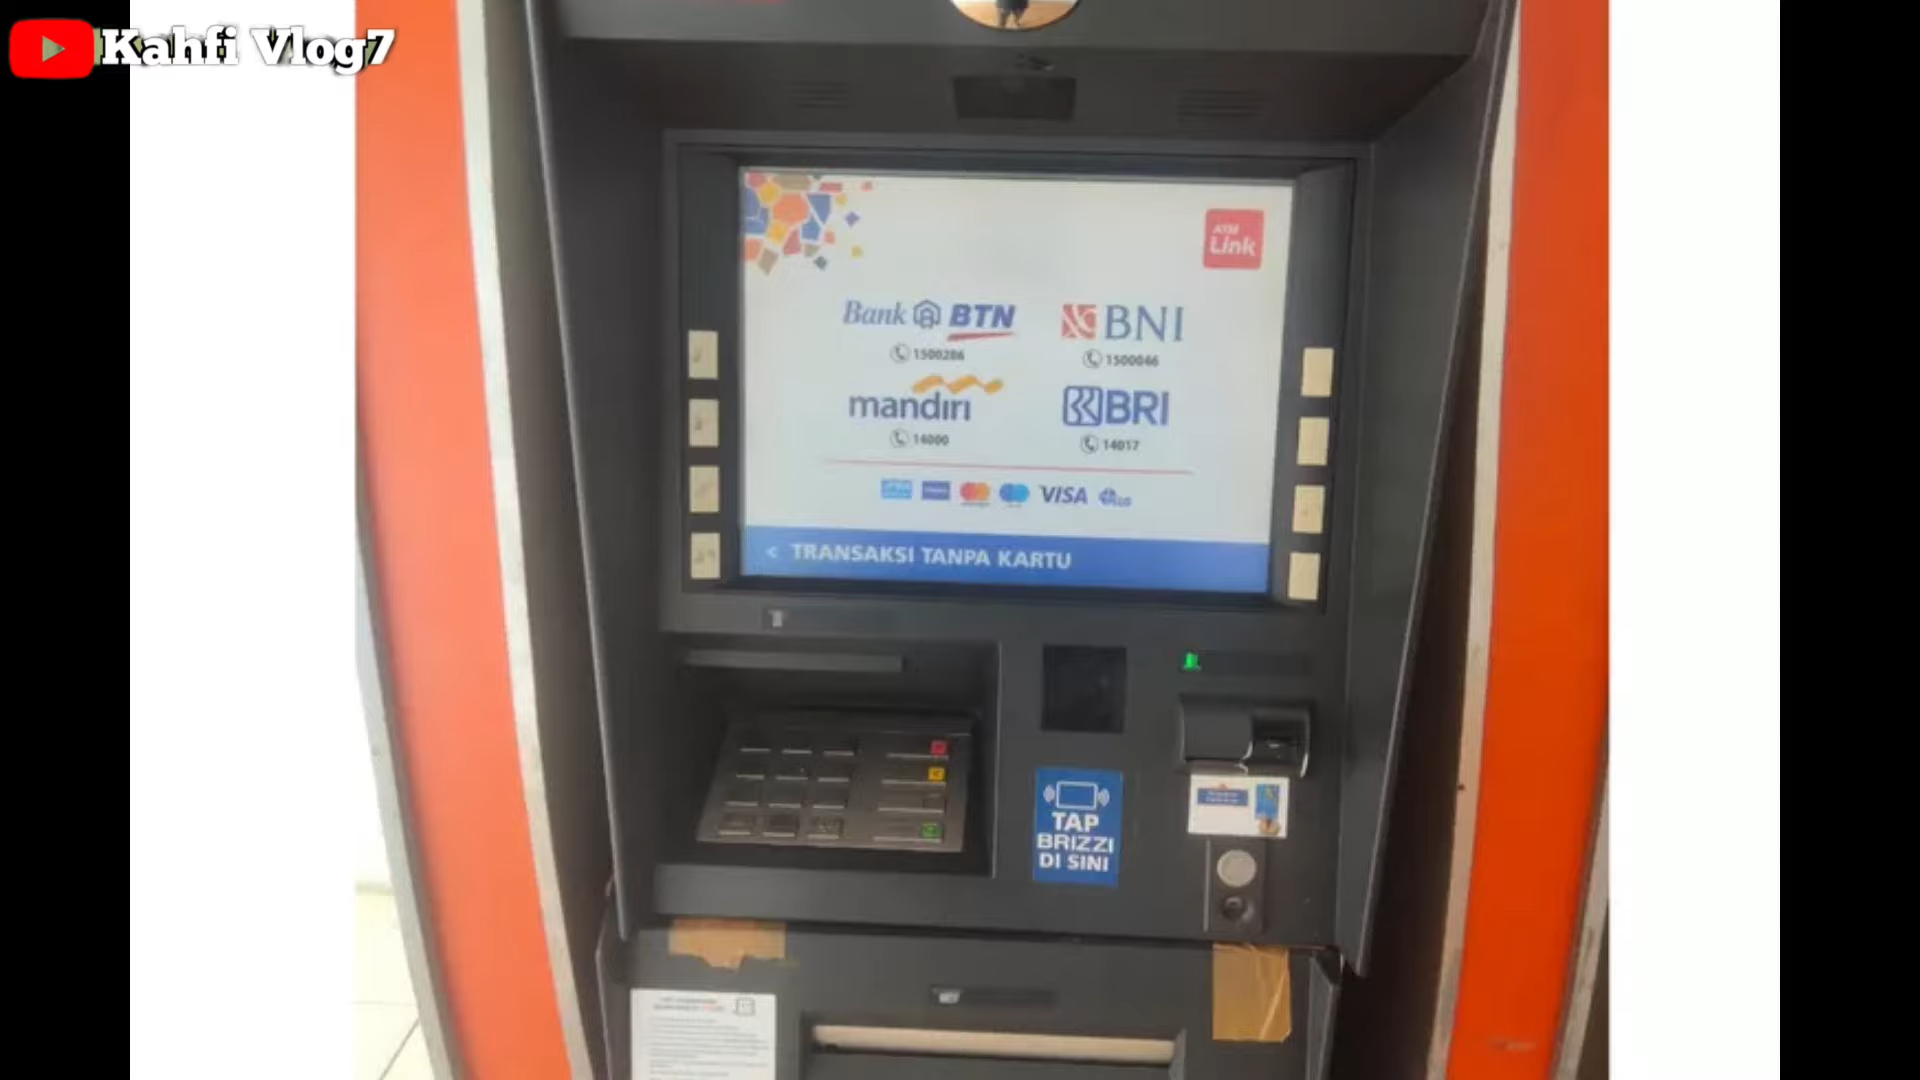 Kahfi Vlog7
ATM
Link
Bank BTN
1500286
BNI
1500046
mandiri
14000
BRI
14017
VISA
< TRANSAKSI TANPA KARTU
TAP
BRIZZI
DI SINI